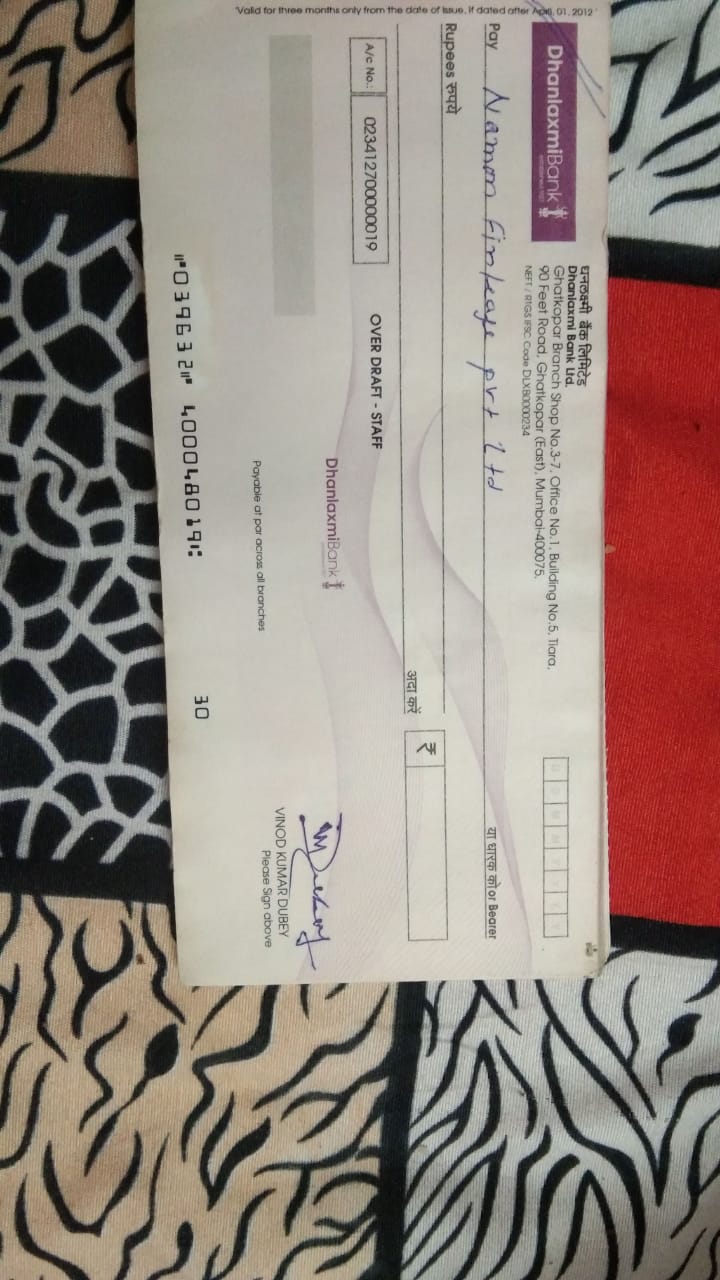 *Valid for three months only from the date of Issue, if dated after April, 01, 2012*
DhanlaxmiBank
धनलक्ष्मी बैंक लिमिटेड
Dhanlaxmi Bank Ltd.
Ghatkopar Branch Shop No.3-7, Office No.1, Building No.5, Tiara,
90 Feet Road, Ghatkopar (East), Mumbai-400075.
NEFT / RTGS IFSC Code DLXB0000234
Pay Naman Finlease pvt Ltd या धारक को or Bearer
Rupees रुपये
अदा करें ₹
A/c No.: 023412700000019
OVER DRAFT - STAFF
DhanlaxmiBank
VINOD KUMAR DUBEY
Please Sign above
Payable at par across all branches
⑈039632⑈ 400048019⑆ 30